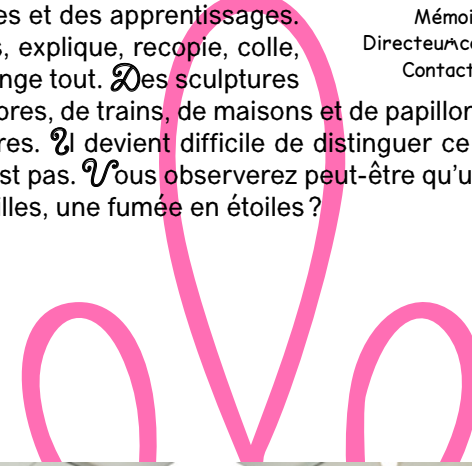 es et des apprentissages.
s, explique, recopie, colle,
nge tout. Des sculptures
ores, de trains, de maisons et de papillon
res. Il devient difficile de distinguer ce
st pas. Vous observerez peut-être qu'u
illes, une fumée en étoiles ?
Mémoi
Directeur·c
Contact